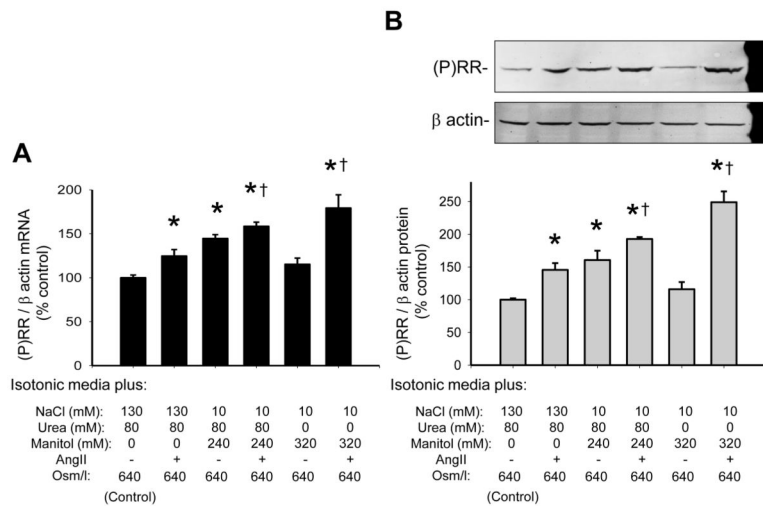 A
(P)RR / β actin mRNA
(% control)
200
150
100
50
0
*
*
*†
*†
Isotonic media plus:
NaCl (mM): 130 130 10 10 10 10
Urea (mM): 80 80 80 80 0 0
Manitol (mM): 0 0 240 240 320 320
AngII - + - + - +
Osm/l: 640 640 640 640 640 640
(Control)
B
(P)RR-
β actin-
(P)RR / β actin protein
(% control)
250
200
150
100
50
0
*
*
*†
*†
Isotonic media plus:
NaCl (mM): 130 130 10 10 10 10
Urea (mM): 80 80 80 80 0 0
Manitol (mM): 0 0 240 240 320 320
AngII - + - + - +
Osm/l: 640 640 640 640 640 640
(Control)